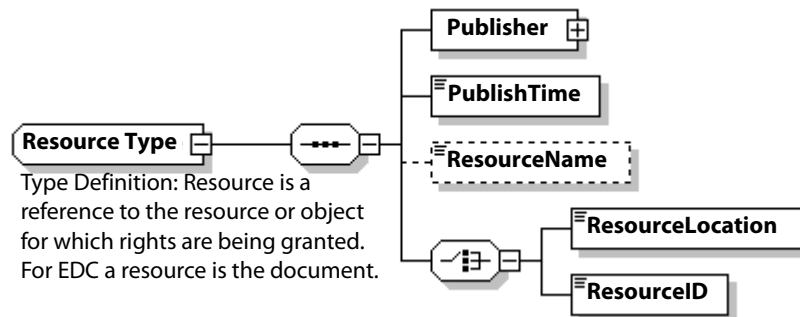 Publisher
PublishTime
Resource Type
ResourceName
Type Definition: Resource is a
reference to the resource or object
for which rights are being granted.
For EDC a resource is the document.
ResourceLocation
ResourceID